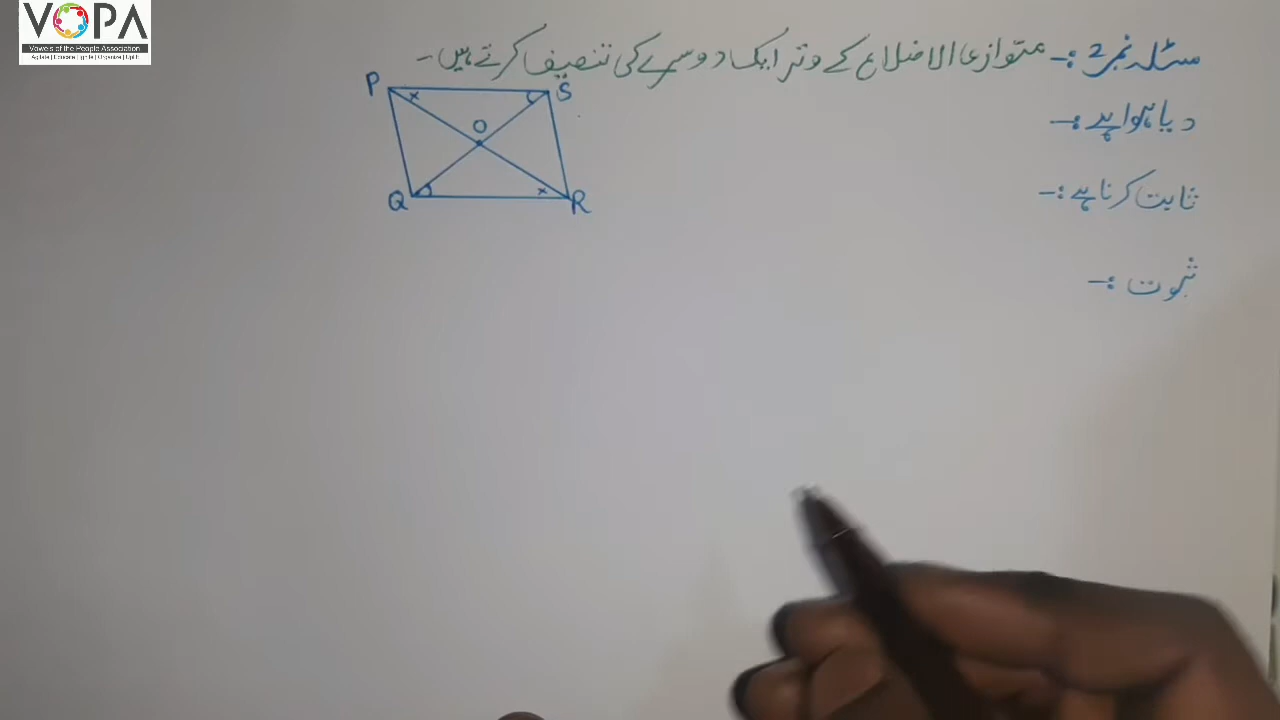 VOPA
Vowels of the People Association
مسئلہ نمبر 2 :- متوازی الاضلاع کے وتر ایک دوسرے کی تنصیف کرتے ہیں -
P
S
O
Q
R
دیا ہوا ہے :-
ثابت کرنا ہے :-
ثبوت :-